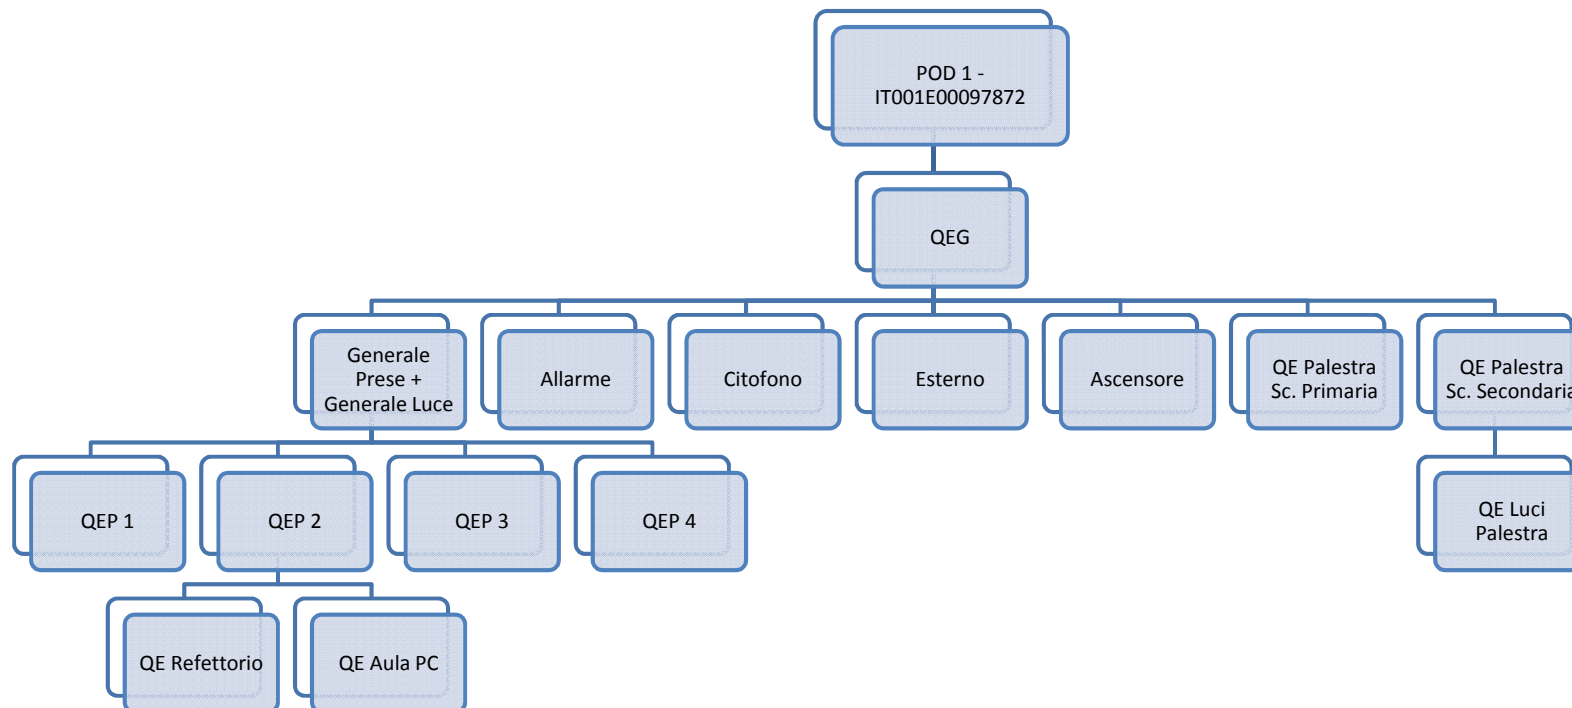 POD 1 -
IT001E00097872
QEG
Generale
Prese +
Generale Luce
Allarme
Citofono
Esterno
Ascensore
QE Palestra
Sc. Primaria
QE Palestra
Sc. Secondaria
QEP 1
QEP 2
QEP 3
QEP 4
QE Luci
Palestra
QE Refettorio
QE Aula PC